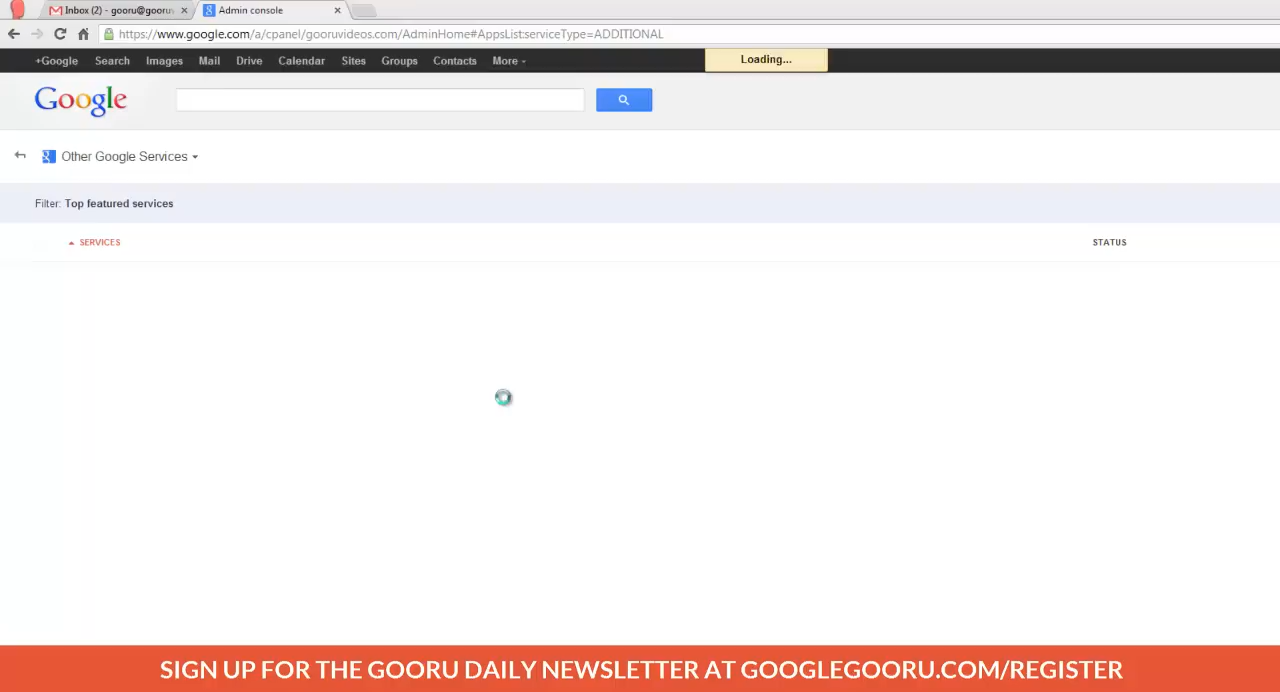 Inbox (2) - gooru@gooruv
Admin console
https://www.google.com/a/cpanel/gooruvideos.com/AdminHome#AppsList:serviceType=ADDITIONAL
+Google Search Images Mail Drive Calendar Sites Groups Contacts More
Loading...
Google
Other Google Services
Filter: Top featured services
SERVICES STATUS
SIGN UP FOR THE GOORU DAILY NEWSLETTER AT GOOGLEGOORU.COM/REGISTER